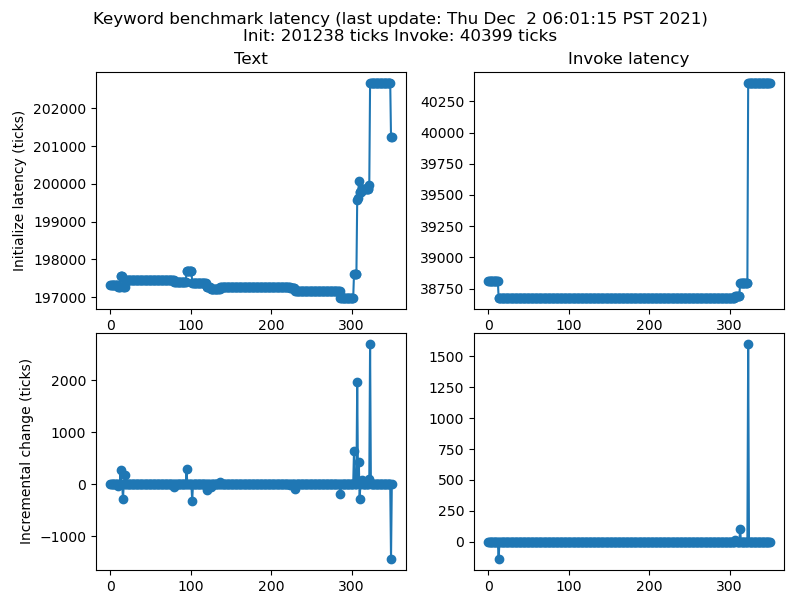 Keyword benchmark latency (last update: Thu Dec  2 06:01:15 PST 2021)
Init: 201238 ticks Invoke: 40399 ticks
Text
Invoke latency
Initialize latency (ticks)
202000
201000
200000
199000
198000
197000
0 100 200 300
40250
40000
39750
39500
39250
39000
38750
0 100 200 300
Incremental change (ticks)
2000
1000
0
−1000
0 100 200 300
1500
1250
1000
750
500
250
0
0 100 200 300